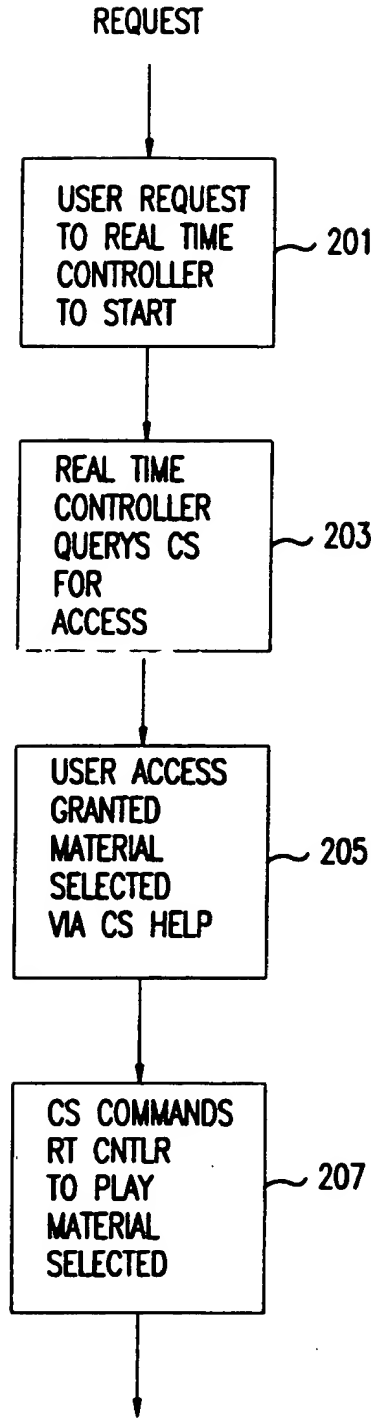 REQUEST
USER REQUEST
TO REAL TIME
CONTROLLER
TO START
201
REAL TIME
CONTROLLER
QUERYS CS
FOR
ACCESS
203
USER ACCESS
GRANTED
MATERIAL
SELECTED
VIA CS HELP
205
CS COMMANDS
RT CNTLR
TO PLAY
MATERIAL
SELECTED
207